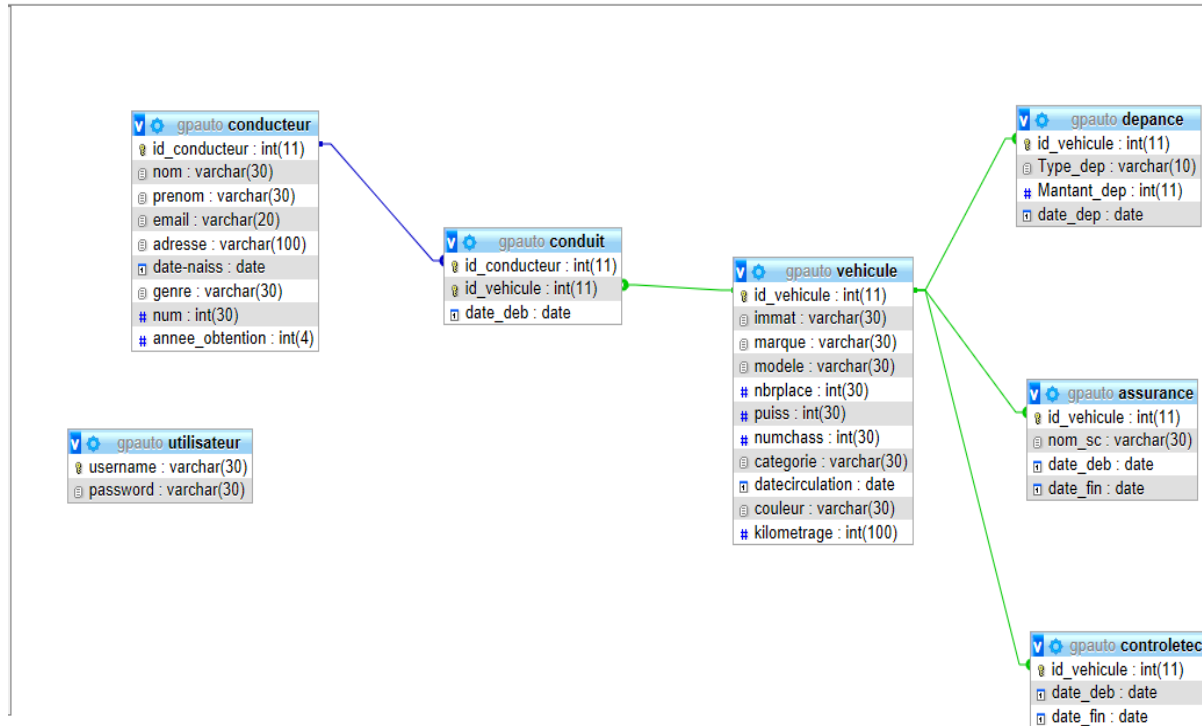 gpauto conducteur
id_conducteur : int(11)
nom : varchar(30)
prenom : varchar(30)
email : varchar(20)
adresse : varchar(100)
date-naiss : date
genre : varchar(30)
num : int(30)
annee_obtention : int(4)
gpauto utilisateur
username : varchar(30)
password : varchar(30)
gpauto conduit
id_conducteur : int(11)
id_vehicule : int(11)
date_deb : date
gpauto vehicule
id_vehicule : int(11)
immat : varchar(30)
marque : varchar(30)
modele : varchar(30)
nbrplace : int(30)
puiss : int(30)
numchass : int(30)
categorie : varchar(30)
datecirculation : date
couleur : varchar(30)
kilometrage : int(100)
gpauto depance
id_vehicule : int(11)
Type_dep : varchar(10)
Mantant_dep : int(11)
date_dep : date
gpauto assurance
id_vehicule : int(11)
nom_sc : varchar(30)
date_deb : date
date_fin : date
gpauto controletec
id_vehicule : int(11)
date_deb : date
date_fin : date